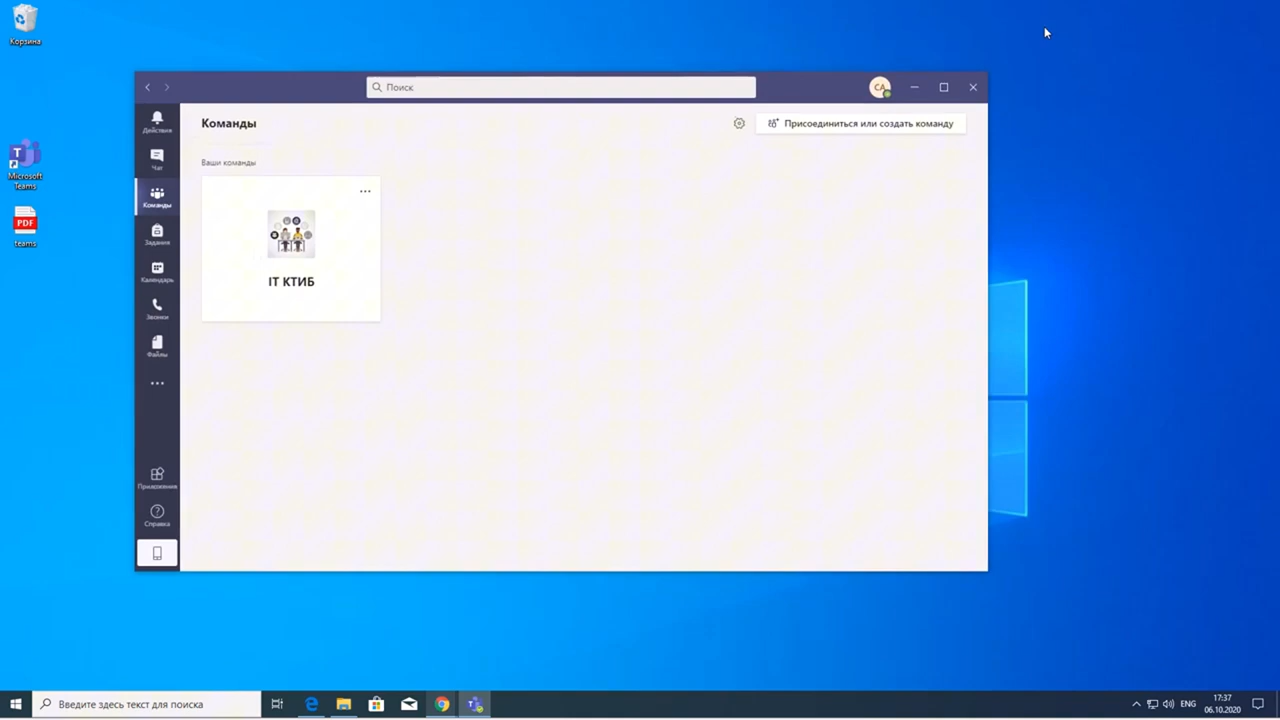 Корзина
Microsoft
Teams
PDF
teams
Поиск
CA
Действия
Чат
Команды
Задания
Календарь
Звонки
Файлы
Приложения
Справка
Команды
Присоединиться или создать команду
Ваши команды
IT КТИБ
Введите здесь текст для поиска
ENG
17:37
06.10.2020